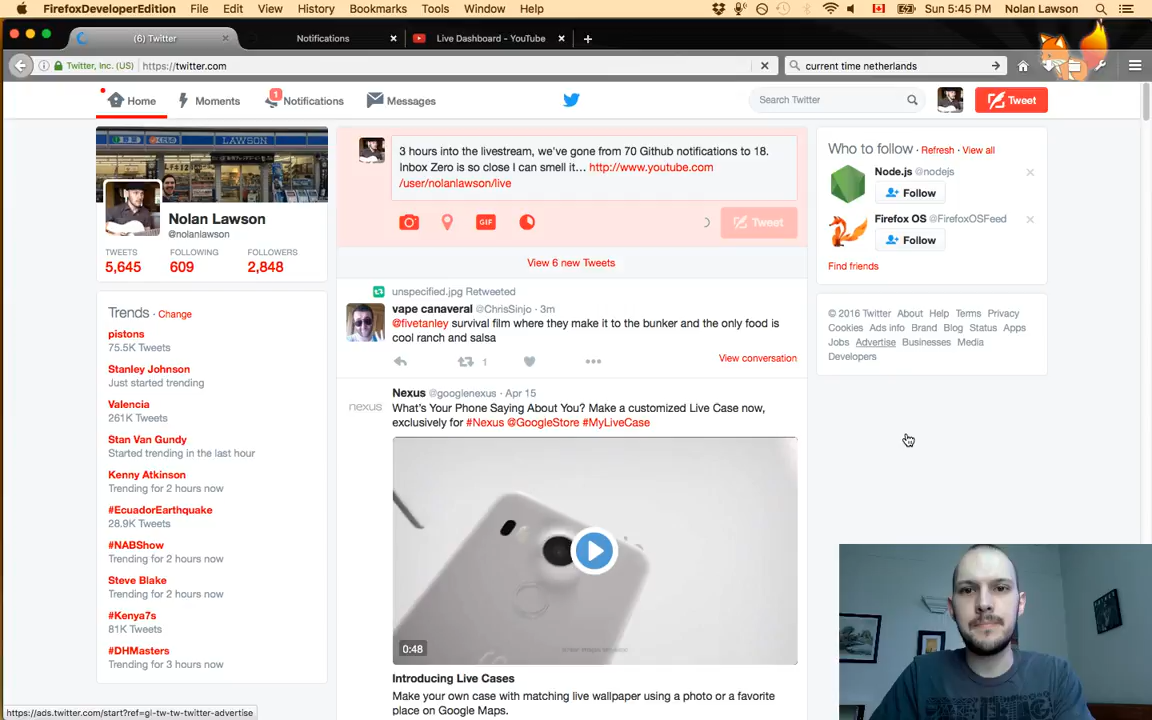 FirefoxDeveloperEdition File Edit View History Bookmarks Tools Window Help Sun 5:45 PM Nolan Lawson
(6) Twitter Notifications Live Dashboard - YouTube
Twitter, Inc. (US) https://twitter.com current time netherlands
Home Moments 1 Notifications Messages Search Twitter Tweet
3 hours into the livestream, we've gone from 70 Github notifications to 18.
Inbox Zero is so close I can smell it... http://www.youtube.com
/user/nolanlawson/live
GIF Tweet
View 6 new Tweets
Nolan Lawson
@nolanlawson
TWEETS FOLLOWING FOLLOWERS
5,645 609 2,848
Trends · Change
pistons
75.5K Tweets
Stanley Johnson
Just started trending
Valencia
261K Tweets
Stan Van Gundy
Started trending in the last hour
Kenny Atkinson
Trending for 2 hours now
#EcuadorEarthquake
28.9K Tweets
#NABShow
Trending for 2 hours now
Steve Blake
Trending for 2 hours now
#Kenya7s
81K Tweets
#DHMasters
Trending for 3 hours now
unspecified.jpg Retweeted
vape canaveral @ChrisSinjo · 3m
@fivetanley survival film where they make it to the bunker and the only food is
cool ranch and salsa
1 View conversation
nexus
Nexus @googlenexus · Apr 15
What's Your Phone Saying About You? Make a customized Live Case now,
exclusively for #Nexus @GoogleStore #MyLiveCase
0:48
Introducing Live Cases
Make your own case with matching live wallpaper using a photo or a favorite
place on Google Maps.
Who to follow · Refresh · View all
Node.js @nodejs
Follow
Firefox OS @FirefoxOSFeed
Follow
Find friends
© 2016 Twitter About Help Terms Privacy
Cookies Ads info Brand Blog Status Apps
Jobs Advertise Businesses Media
Developers
https://ads.twitter.com/start?ref=gl-tw-tw-twitter-advertise